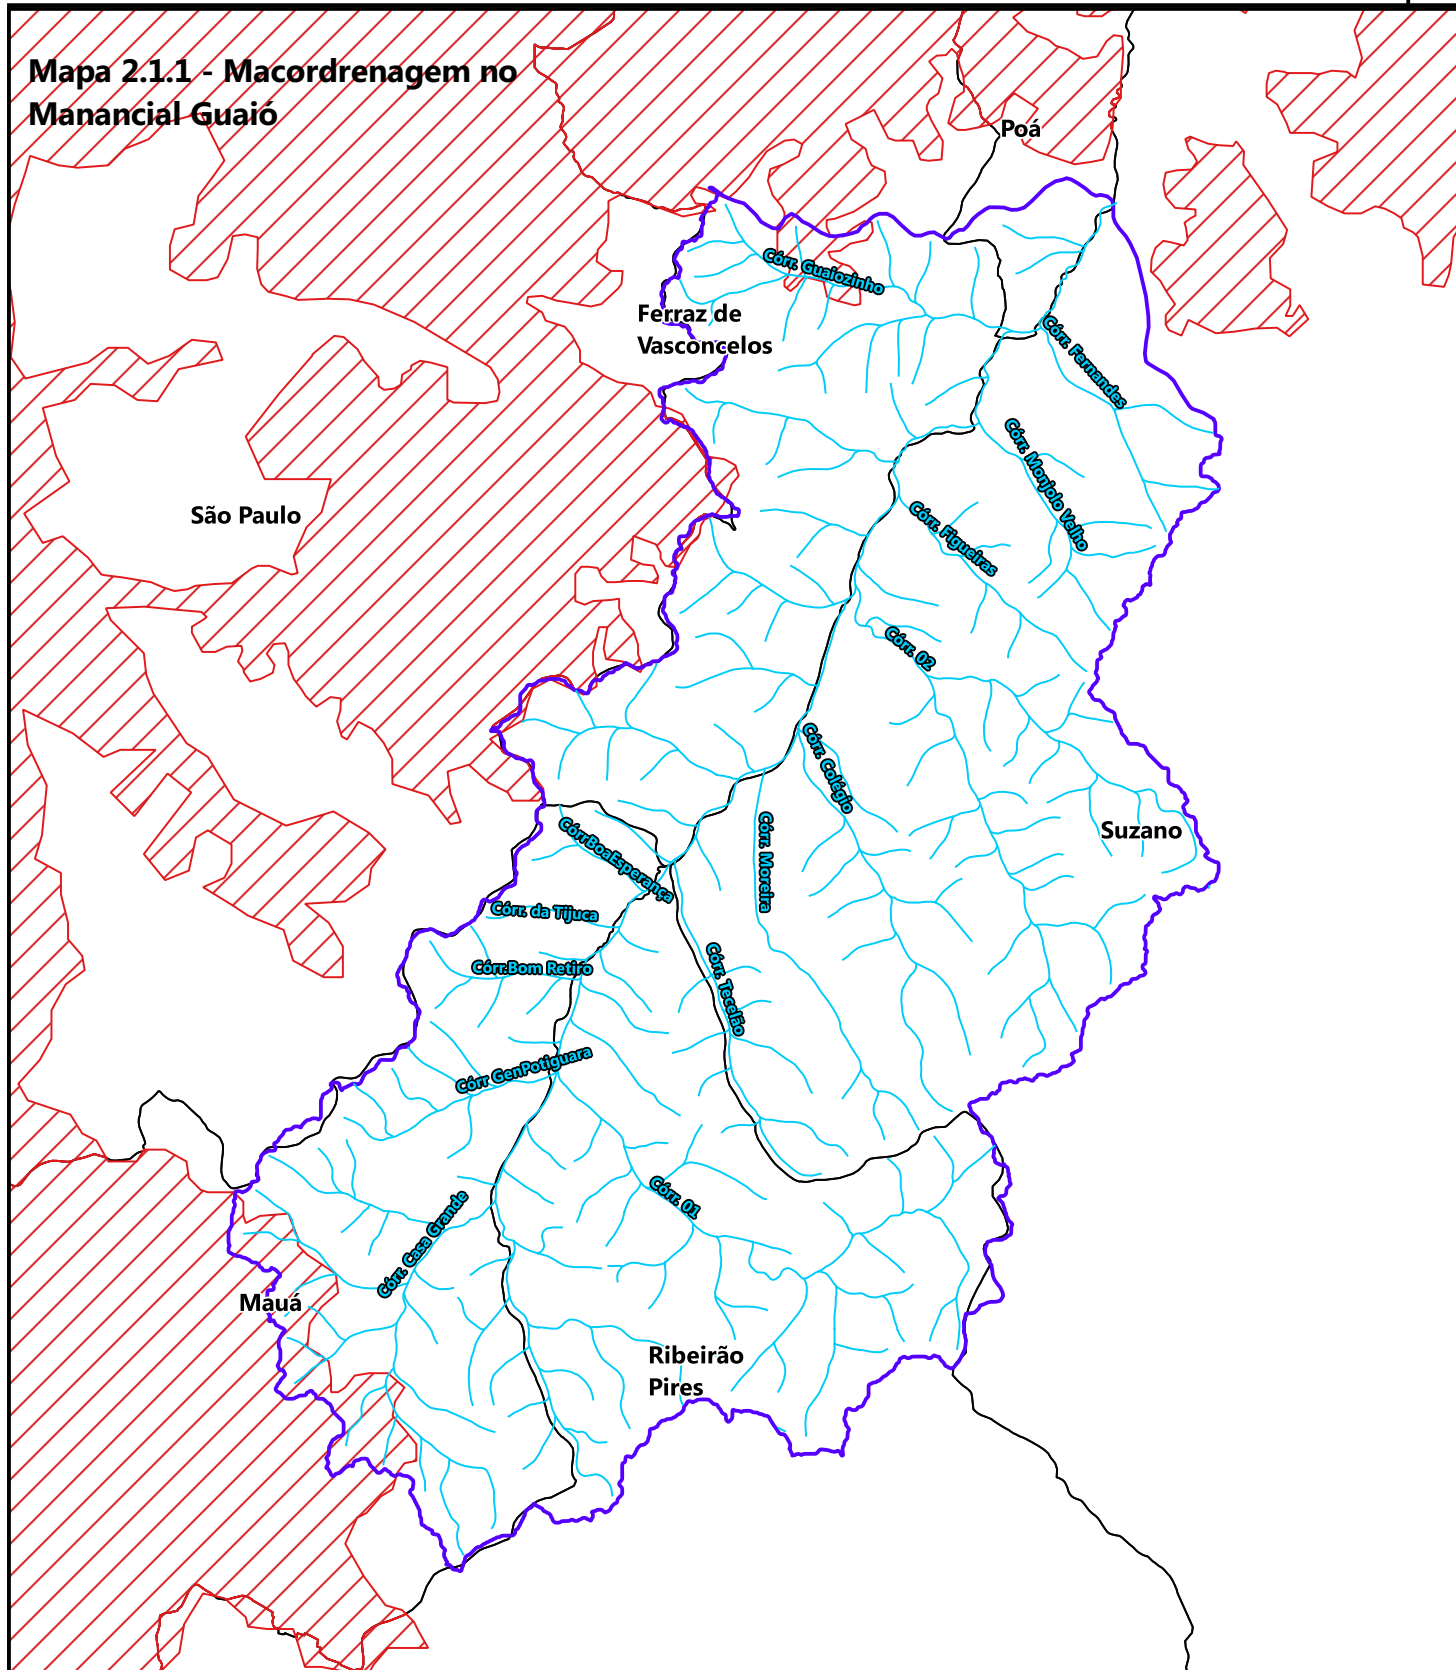 Mapa 2.1.1 - Macordrenagem no
Manancial Guaió
Poá
Córr. Guaiozinho
Ferraz de
Vasconcelos
Córr. Fernandes
Córr. Monjolo Velho
São Paulo
Córr. Figueiras
Córr. 02
Córr. Colégio
Córr. Moreira
Suzano
CórrBoaEsperança
Córr. da Tijuca
Córr.Bom Retiro
Córr. Tecelão
Córr GenPotiguara
Córr. 01
Córr. Casa Grande
Mauá
Ribeirão
Pires